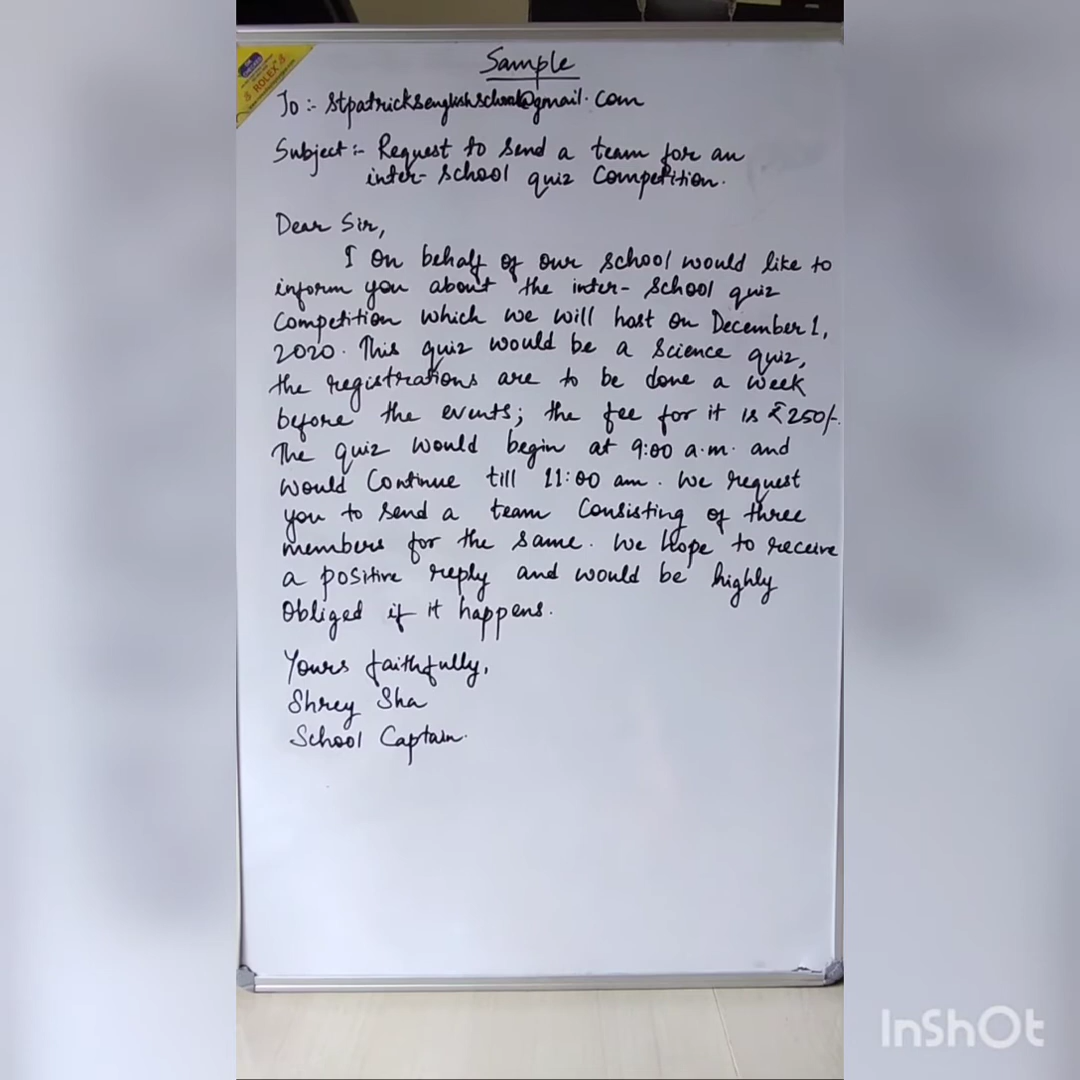 Sample
ROLEX
To :- stpatricksenglishschool@gmail.com
Subject :- Request to send a team for an
inter-school quiz Competition.
Dear Sir,
I on behalf of our school would like to
inform you about the inter-school quiz
Competition which we will host on December 1,
2020. This quiz would be a science quiz,
the registrations are to be done a week
before the events; the fee for it is ₹250/-.
The quiz would begin at 9:00 a.m. and
would Continue till 11:00 am. We request
you to send a team Consisting of three
members for the same. We Hope to receive
a positive reply and would be highly
Obliged if it happens.
Yours faithfully,
Shrey Sha
School Captain.
InShOt